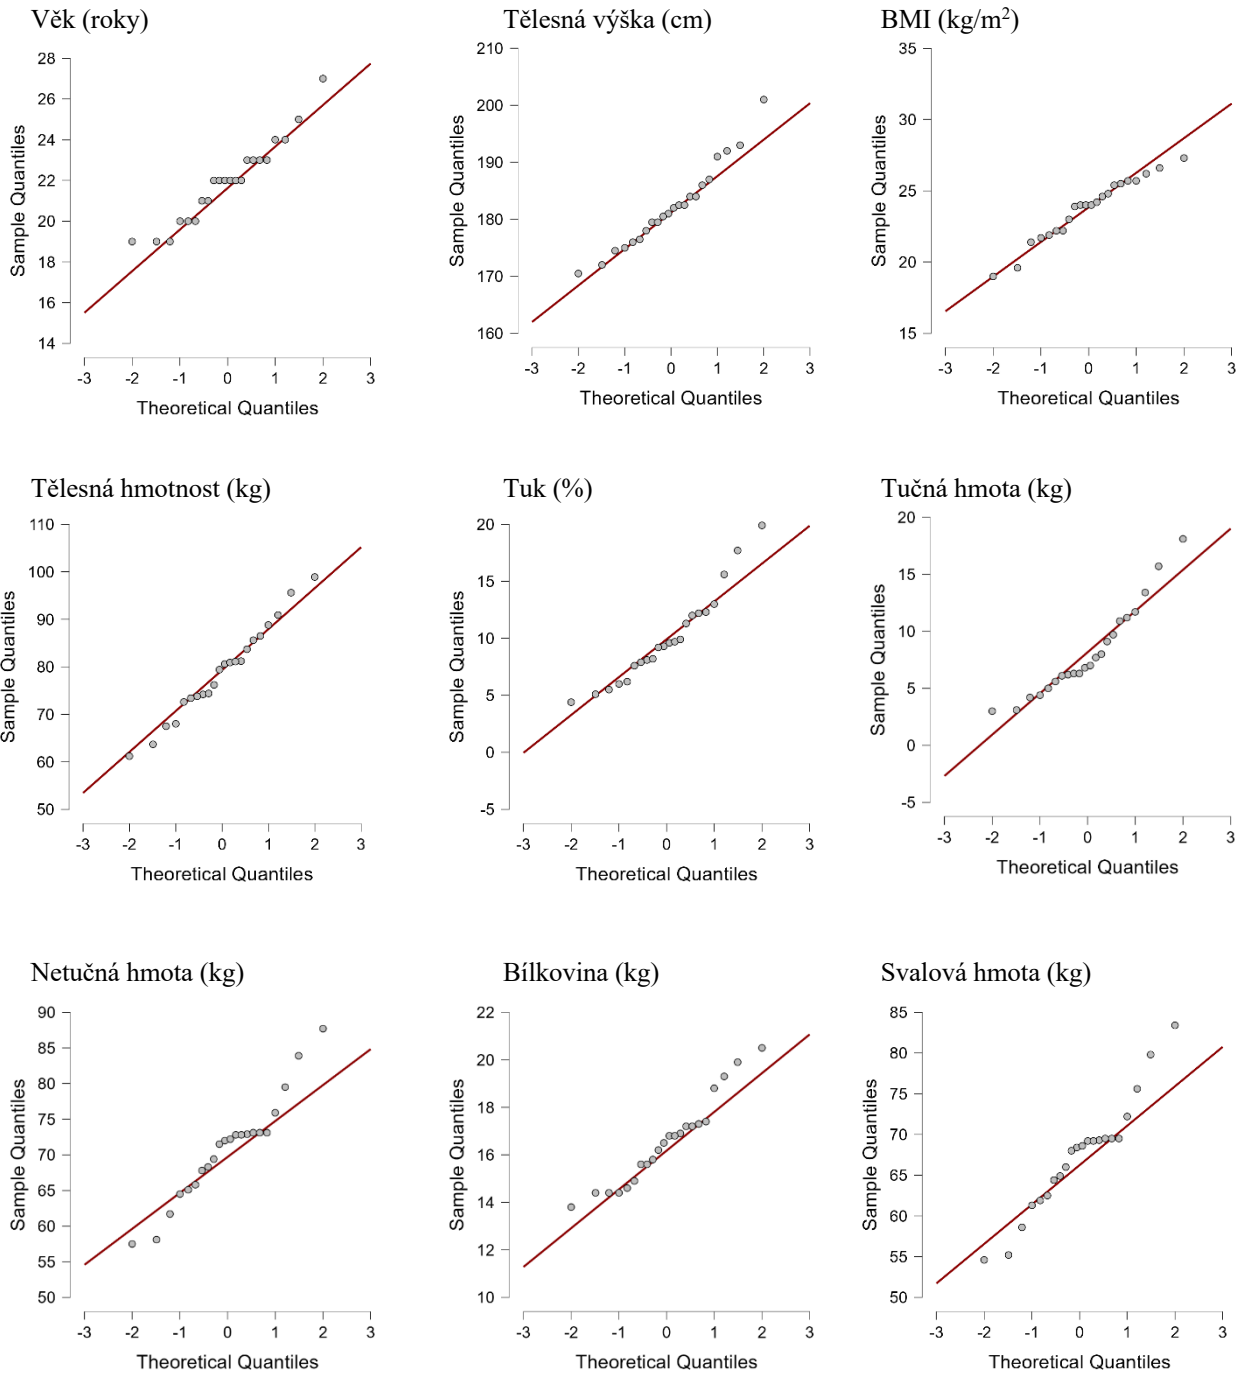 Věk (roky)
28
26
24
22
20
18
16
14
Sample Quantiles
-3 -2 -1 0 1 2 3
Theoretical Quantiles
Tělesná výška (cm)
210
200
190
180
170
160
Sample Quantiles
-3 -2 -1 0 1 2 3
Theoretical Quantiles
BMI (kg/m²)
35
30
25
20
15
Sample Quantiles
-3 -2 -1 0 1 2 3
Theoretical Quantiles
Tělesná hmotnost (kg)
110
100
90
80
70
60
50
Sample Quantiles
-3 -2 -1 0 1 2 3
Theoretical Quantiles
Tuk (%)
20
15
10
5
0
-5
Sample Quantiles
-3 -2 -1 0 1 2 3
Theoretical Quantiles
Tučná hmota (kg)
20
15
10
5
0
-5
Sample Quantiles
-3 -2 -1 0 1 2 3
Theoretical Quantiles
Netučná hmota (kg)
90
85
80
75
70
65
60
55
50
Sample Quantiles
-3 -2 -1 0 1 2 3
Theoretical Quantiles
Bílkovina (kg)
22
20
18
16
14
12
10
Sample Quantiles
-3 -2 -1 0 1 2 3
Theoretical Quantiles
Svalová hmota (kg)
85
80
75
70
65
60
55
50
Sample Quantiles
-3 -2 -1 0 1 2 3
Theoretical Quantiles